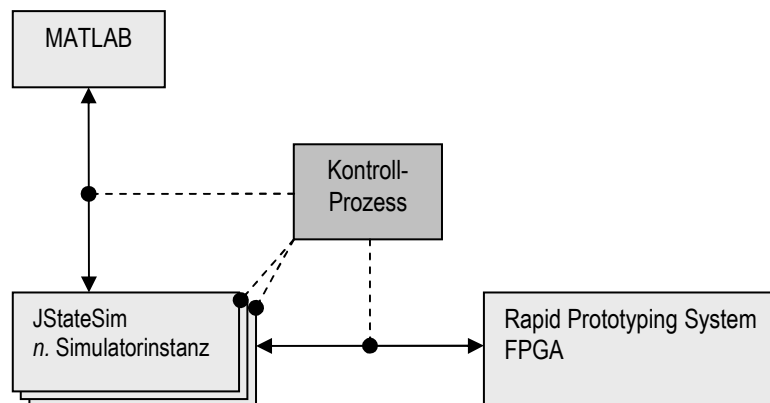 MATLAB
Kontroll-
Prozess
JStateSim
n. Simulatorinstanz
Rapid Prototyping System
FPGA